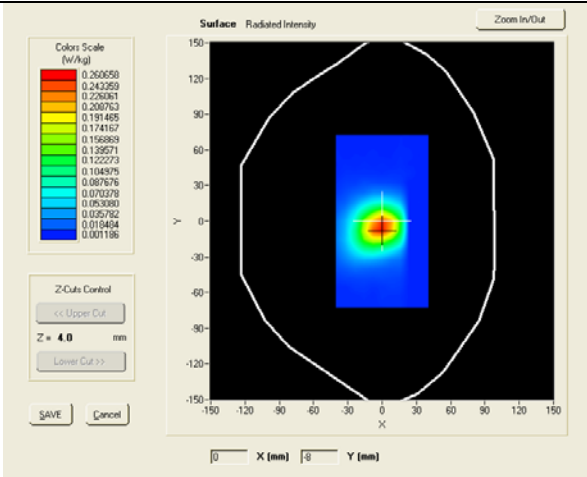 Surface Radiated Intensity
Zoom In/Out
Colors Scale
(W/kg)
0.260658
0.243359
0.226061
0.208763
0.191465
0.174167
0.156869
0.139571
0.122273
0.104975
0.087676
0.070378
0.053080
0.035782
0.018484
0.001186
Z-Cuts Control
<< Upper Cut
Z = 4.0 mm
Lower Cut >>
SAVE
Cancel
150-
120-
90-
60-
30-
0-
-30-
-60-
-90-
-120-
-150-
Y
-150 -120 -90 -60 -30 0 30 60 90 120 150
X
0 X (mm) -8 Y (mm)